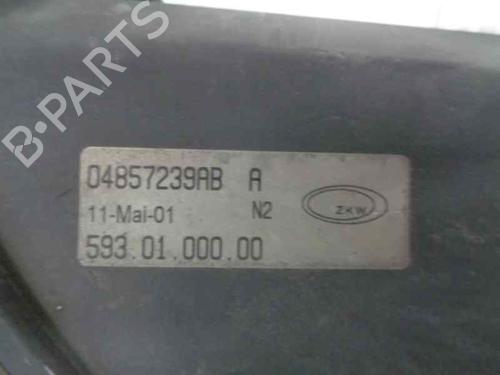 B-PARTS
04857239AB A
11-Mai-01 N2
ZKW
593.01.000.00